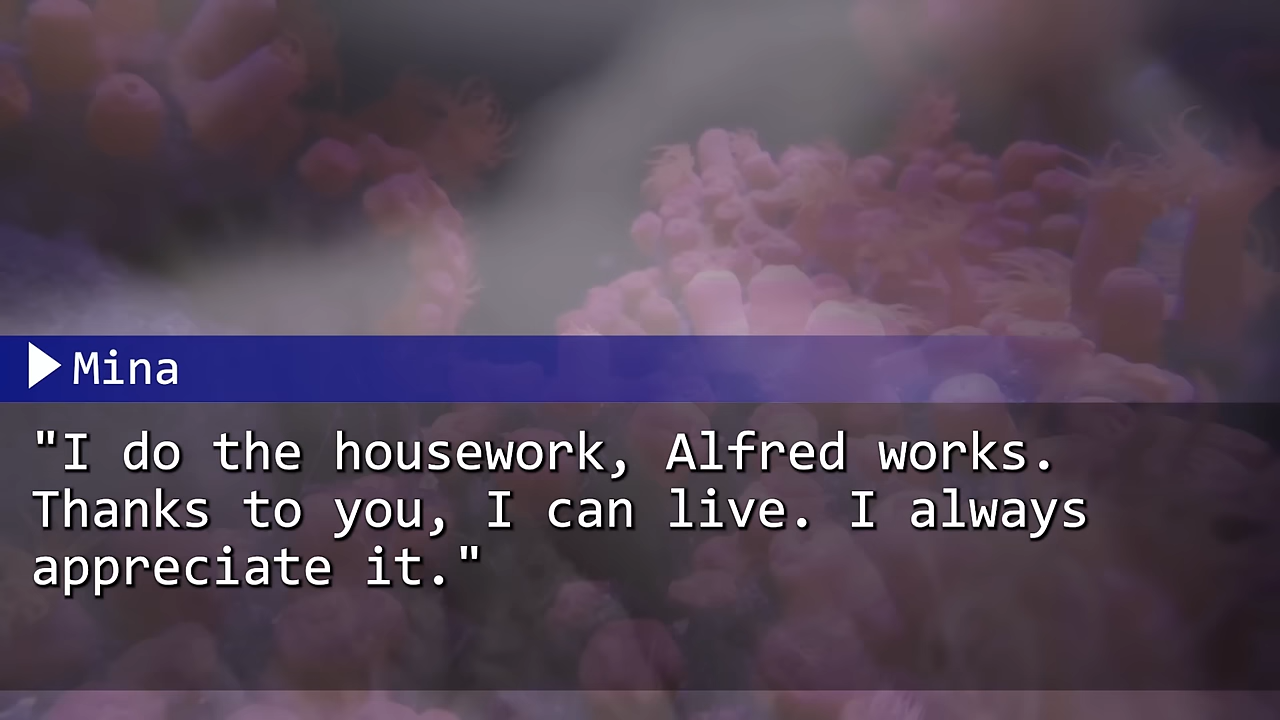 Mina
"I do the housework, Alfred works.
Thanks to you, I can live. I always
appreciate it."